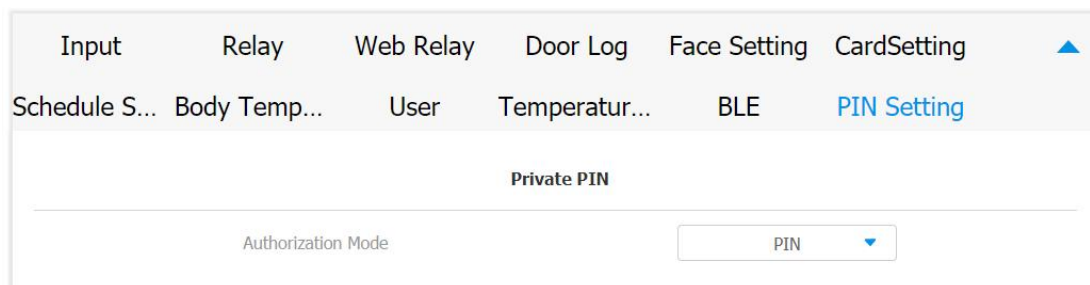 Input Relay Web Relay Door Log Face Setting CardSetting
Schedule S... Body Temp... User Temperatur... BLE PIN Setting
Private PIN
Authorization Mode PIN